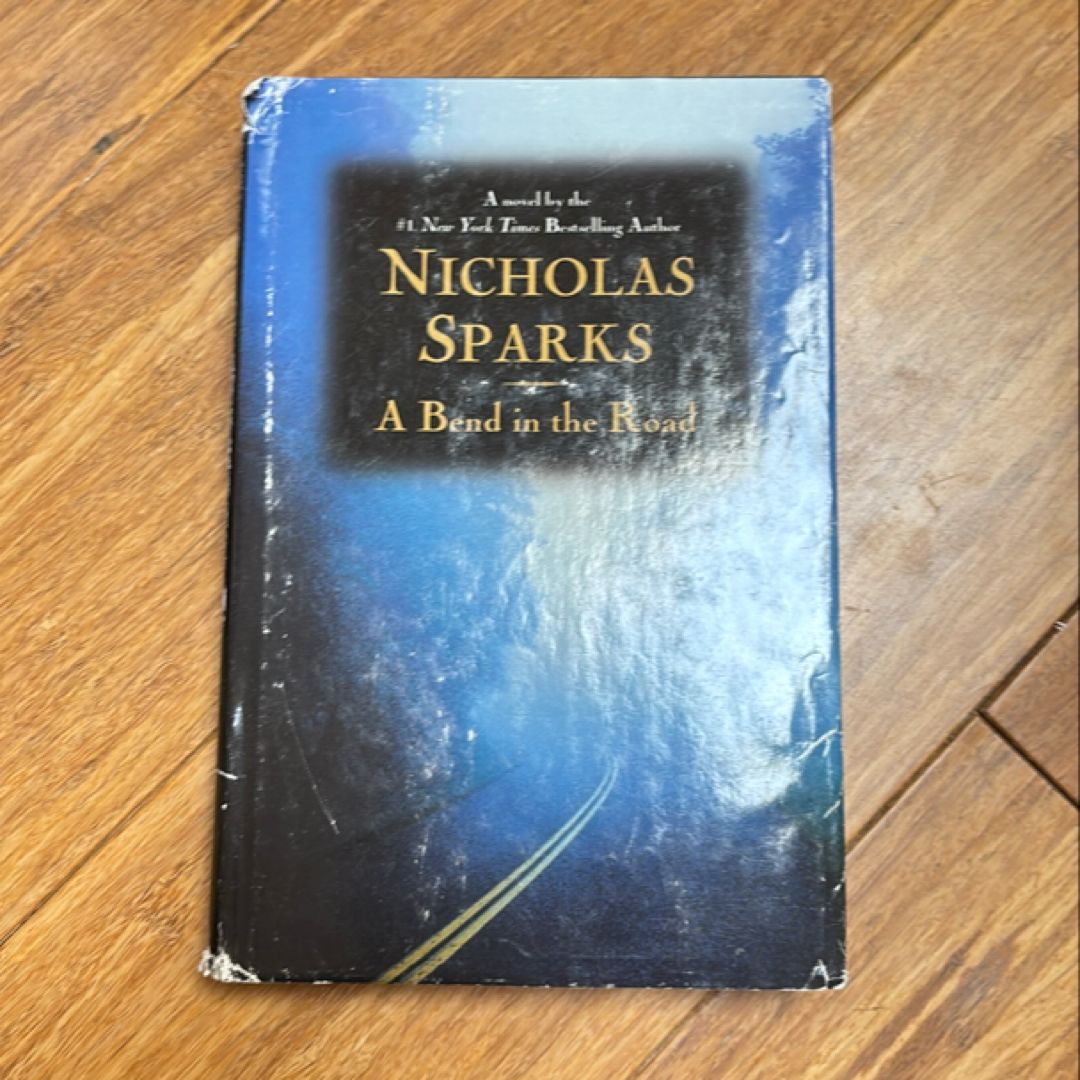 A novel by the
#1 New York Times Bestselling Author
NICHOLAS
SPARKS
A Bend in the Road